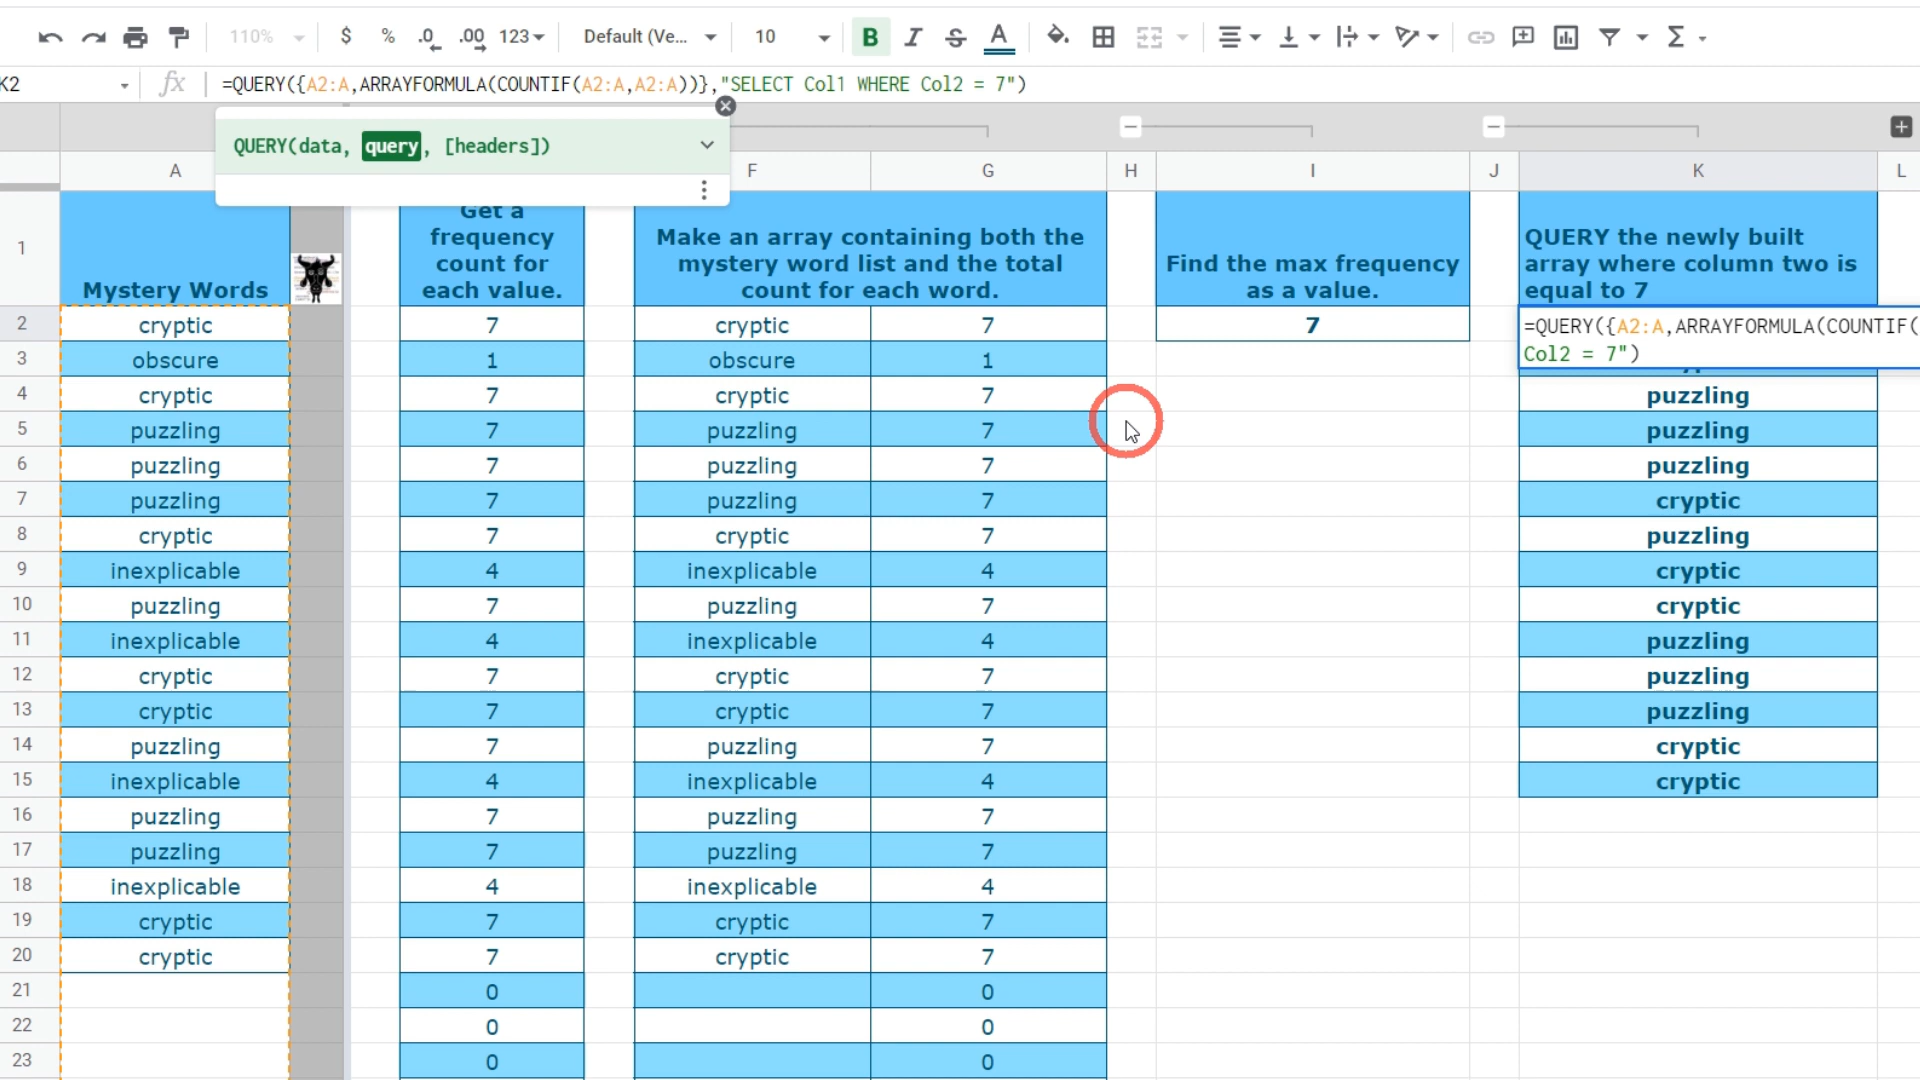 110%
$
%
.0
.00
123
Default (Ve...
10
B
I
S
A
Σ
K2
fx
=QUERY({A2:A,ARRAYFORMULA(COUNTIF(A2:A,A2:A))},"SELECT Col1 WHERE Col2 = 7")
QUERY(data, query, [headers])
A F G H I J K L
1
Mystery Words
Get a
frequency
count for
each value.
Make an array containing both the
mystery word list and the total
count for each word.
Find the max frequency
as a value.
QUERY the newly built
array where column two is
equal to 7
2 cryptic 7 cryptic 7 7 =QUERY({A2:A,ARRAYFORMULA(COUNTIF(
Col2 = 7")
3 obscure 1 obscure 1
4 cryptic 7 cryptic 7 puzzling
5 puzzling 7 puzzling 7 puzzling
6 puzzling 7 puzzling 7 puzzling
7 puzzling 7 puzzling 7 cryptic
8 cryptic 7 cryptic 7 puzzling
9 inexplicable 4 inexplicable 4 cryptic
10 puzzling 7 puzzling 7 cryptic
11 inexplicable 4 inexplicable 4 puzzling
12 cryptic 7 cryptic 7 puzzling
13 cryptic 7 cryptic 7 puzzling
14 puzzling 7 puzzling 7 cryptic
15 inexplicable 4 inexplicable 4 cryptic
16 puzzling 7 puzzling 7
17 puzzling 7 puzzling 7
18 inexplicable 4 inexplicable 4
19 cryptic 7 cryptic 7
20 cryptic 7 cryptic 7
21 0 0
22 0 0
23 0 0